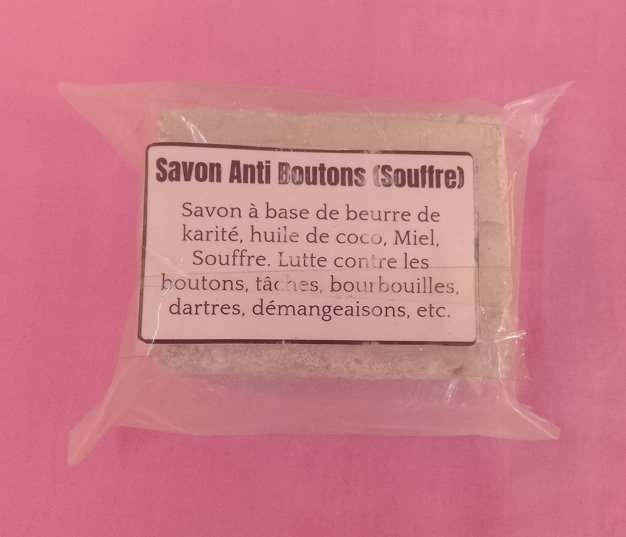 Savon Anti Boutons (Souffre)
Savon à base de beurre de
karité, huile de coco, Miel,
Souffre. Lutte contre les
boutons, tâches, bourbouilles,
dartres, démangeaisons, etc.